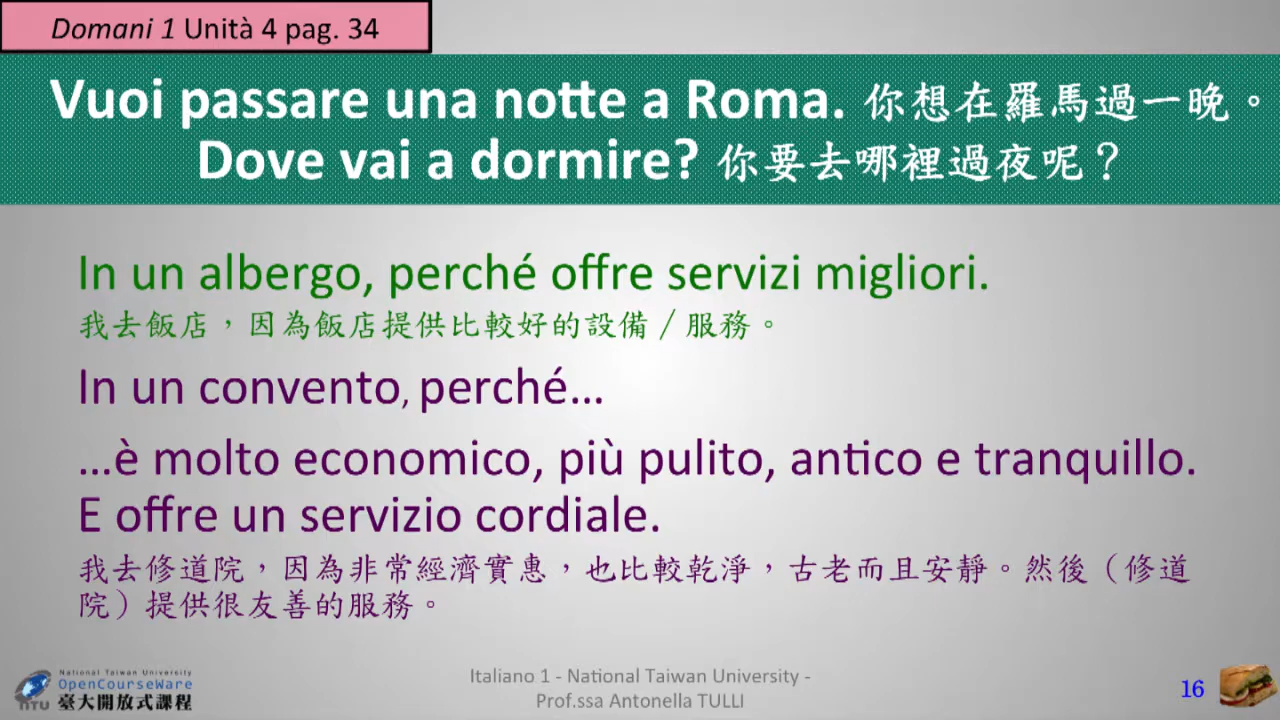 Domani 1 Unità 4 pag. 34
Vuoi passare una notte a Roma. 你想在羅馬過一晚。
Dove vai a dormire? 你要去哪裡過夜呢？
In un albergo, perché offre servizi migliori.
我去飯店，因為飯店提供比較好的設備／服務。
In un convento, perché…
…è molto economico, più pulito, antico e tranquillo.
E offre un servizio cordiale.
我去修道院，因為非常經濟實惠，也比較乾淨，古老而且安靜。然後（修道
院）提供很友善的服務。
National Taiwan University
OpenCourseWare
NTU 臺大開放式課程
Italiano 1 - National Taiwan University -
Prof.ssa Antonella TULLI
16